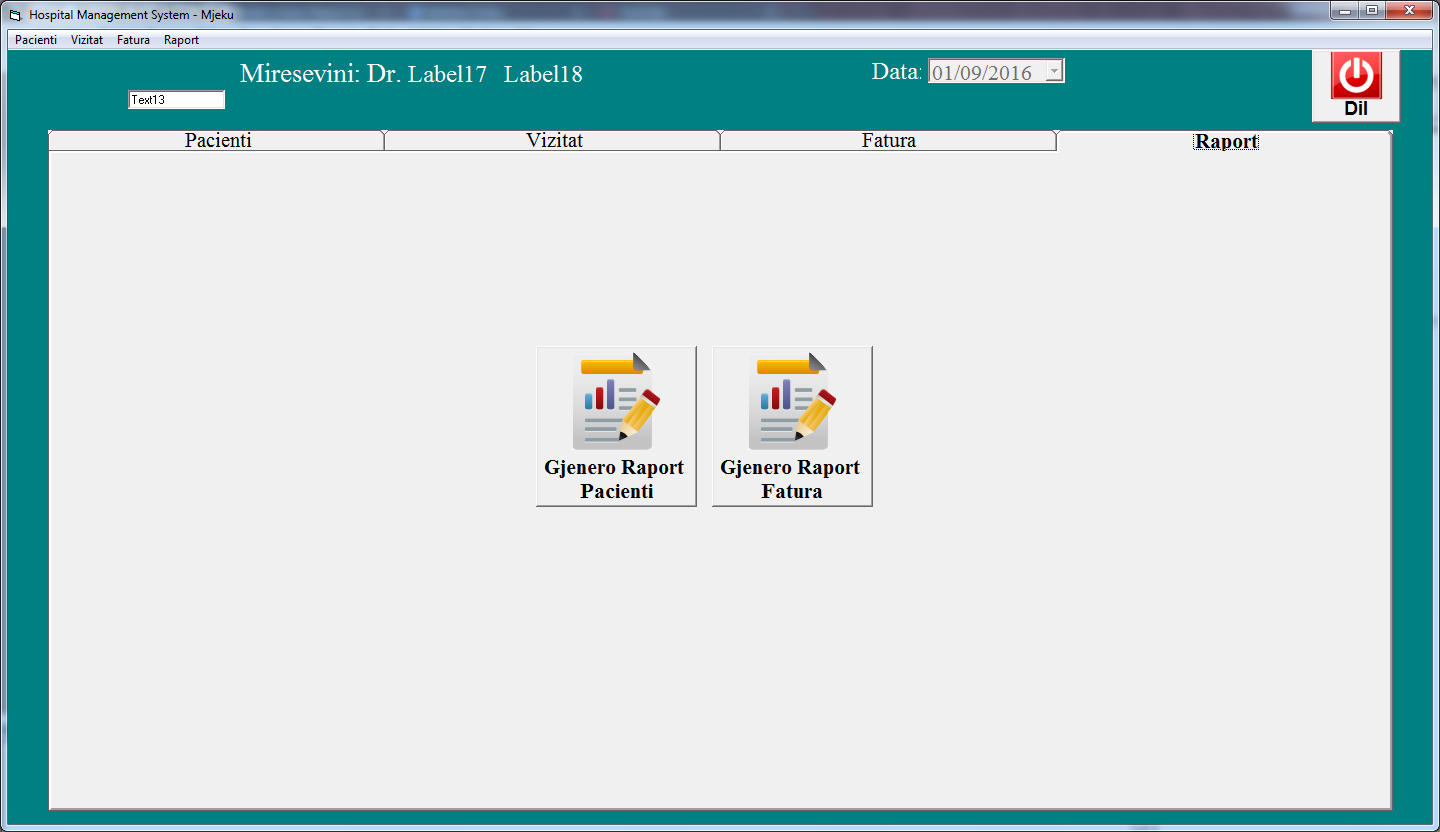 Hospital Management System - Mjeku
Pacienti Vizitat Fatura Raport
Miresevini: Dr. Label17 Label18
Data: 01/09/2016
Text13
Dil
Pacienti Vizitat Fatura Raport
Gjenero Raport
Pacienti
Gjenero Raport
Fatura